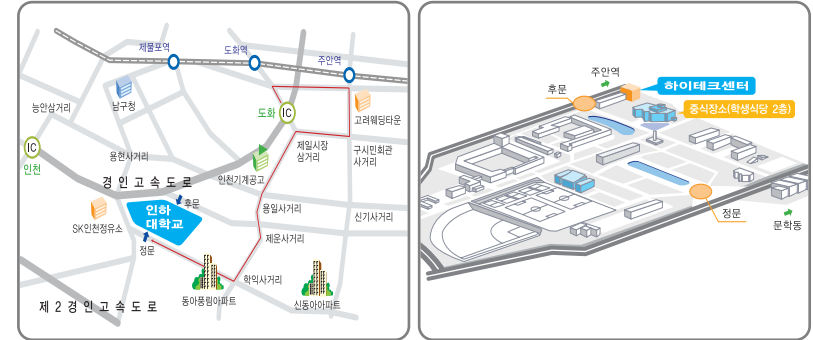 제물포역
도화역
주안역
능안삼거리
남구청
도화
IC
고려웨딩타운
IC
인천
용현사거리
제일시장
삼거리
구시민회관
사거리
경인고속도로
인천기계공고
후문
인하
대학교
용일사거리
신기사거리
SK인천정유소
정문
제운사거리
학익사거리
동아풍림아파트
신동아아파트
제2경인고속도로
주안역
후문
하이테크센터
중식장소(학생식당 2층)
정문
문학동